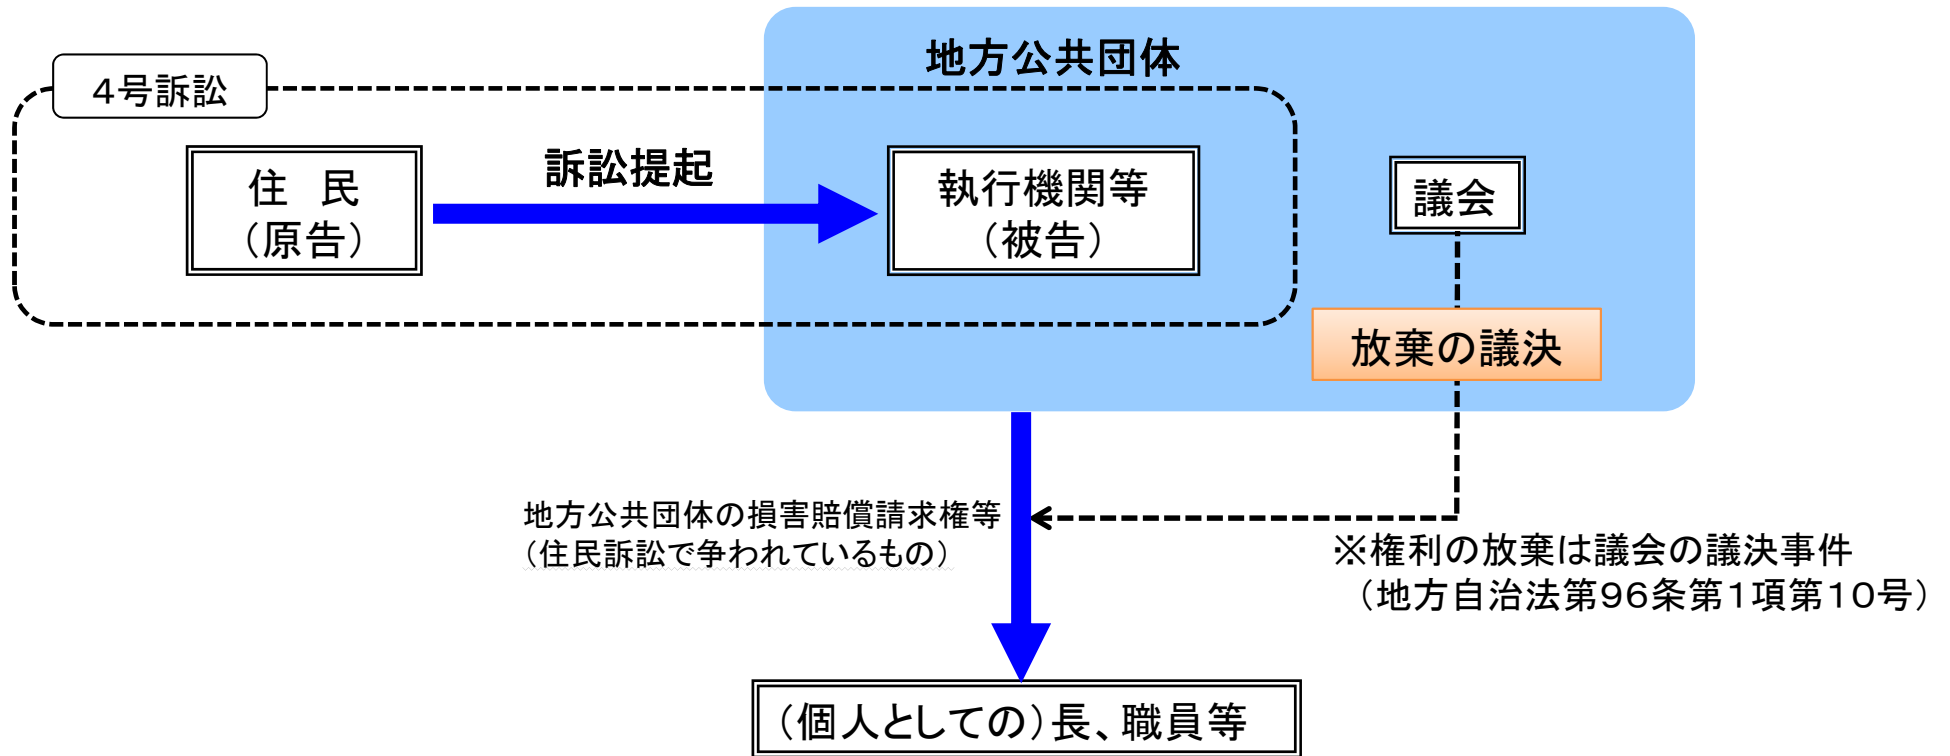 地方公共団体
4号訴訟
訴訟提起
住　民
（原告）
執行機関等
（被告）
議会
放棄の議決
地方公共団体の損害賠償請求権等
（住民訴訟で争われているもの）
※権利の放棄は議会の議決事件
（地方自治法第96条第1項第10号）
（個人としての）長、職員等